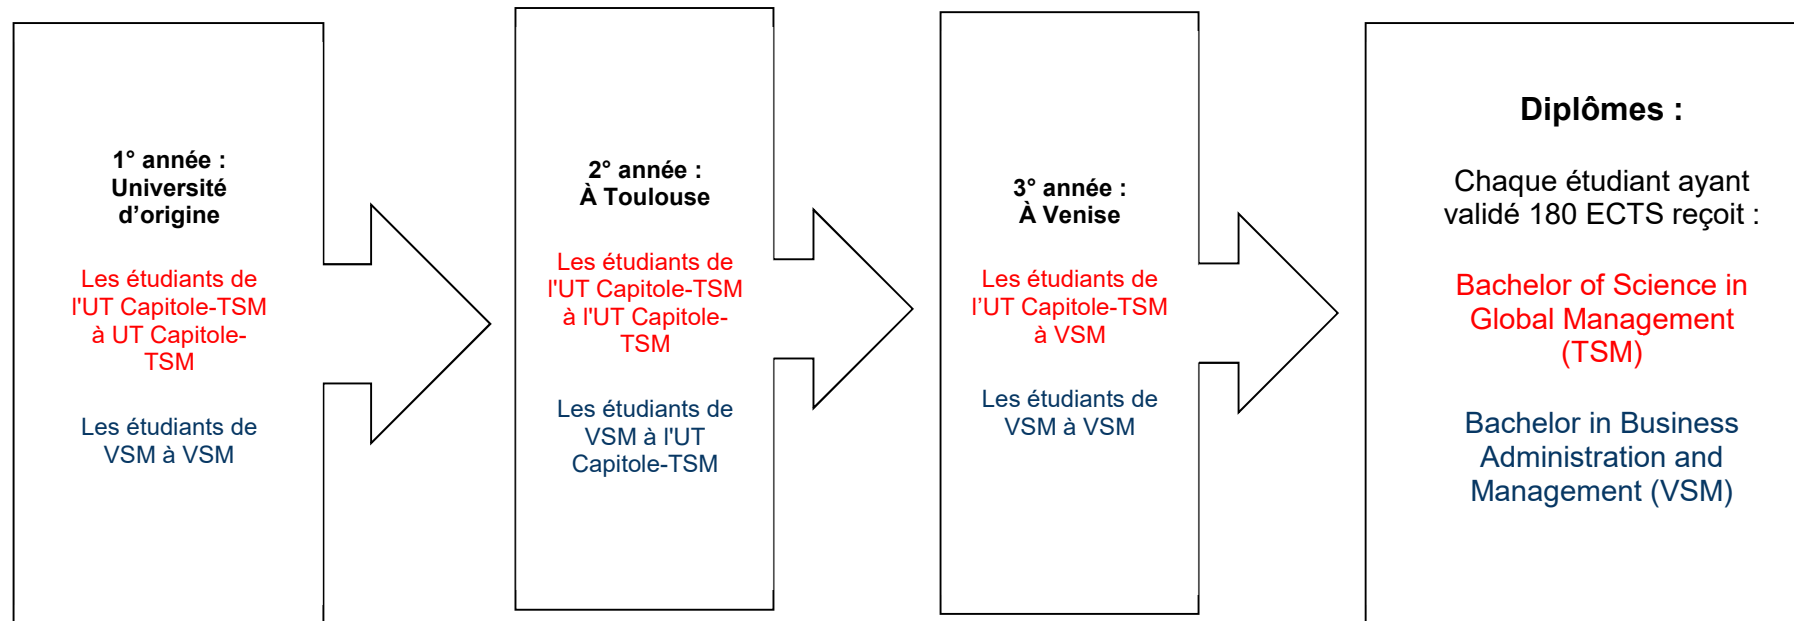 1° année :
Université
d’origine
Les étudiants de
l'UT Capitole-TSM
à UT Capitole-
TSM
Les étudiants de
VSM à VSM
2° année :
À Toulouse
Les étudiants de
l'UT Capitole-TSM
à l'UT Capitole-
TSM
Les étudiants de
VSM à l'UT
Capitole-TSM
3° année :
À Venise
Les étudiants de
l’UT Capitole-TSM
à VSM
Les étudiants de
VSM à VSM
Diplômes :
Chaque étudiant ayant
validé 180 ECTS reçoit :
Bachelor of Science in
Global Management
(TSM)
Bachelor in Business
Administration and
Management (VSM)